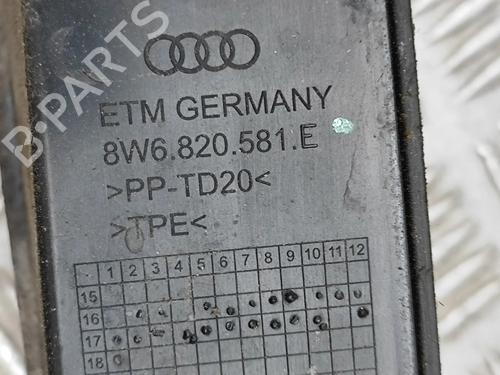 B-PARTS
ETM GERMANY
8W6.820.581.E
>PP-TD20<
>TPE<
1 2 3 4 5 6 7 8 9 10 11 12
15
16
17
18